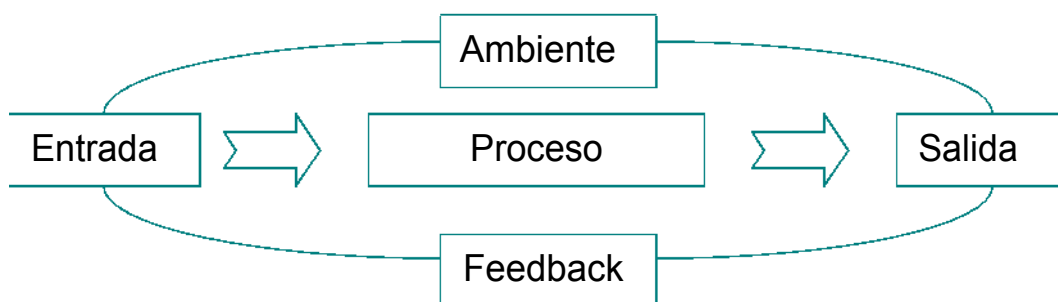 Ambiente
Entrada
Proceso
Salida
Feedback